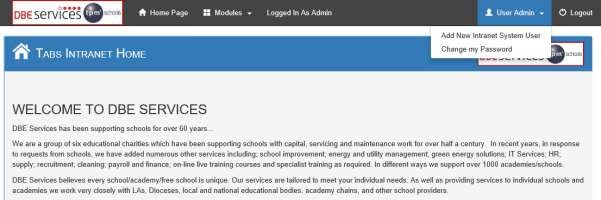 DBE services fpm schools
Home Page Modules Logged In As Admin User Admin Logout
Add New Intranet System User
Change my Password
TABS INTRANET HOME
WELCOME TO DBE SERVICES
DBE Services has been supporting schools for over 60 years...
We are a group of six educational charities which have been supporting schools with capital, servicing and maintenance work for over half a century. In recent years, in response
to requests from schools, we have added numerous other services including; school improvement; energy and utility management, green energy solutions; IT Services; HR;
supply; recruitment; cleaning; payroll and finance; on-line live training courses and specialist training as required. In different ways we support over 1000 academies/schools.
DBE Services believes every school/academy/free school is unique. Our services are tailored to meet your individual needs. As well as providing services to individual schools and
academies we work very closely with LAs, Dioceses, local and national educational bodies, academy chains, and other school providers.